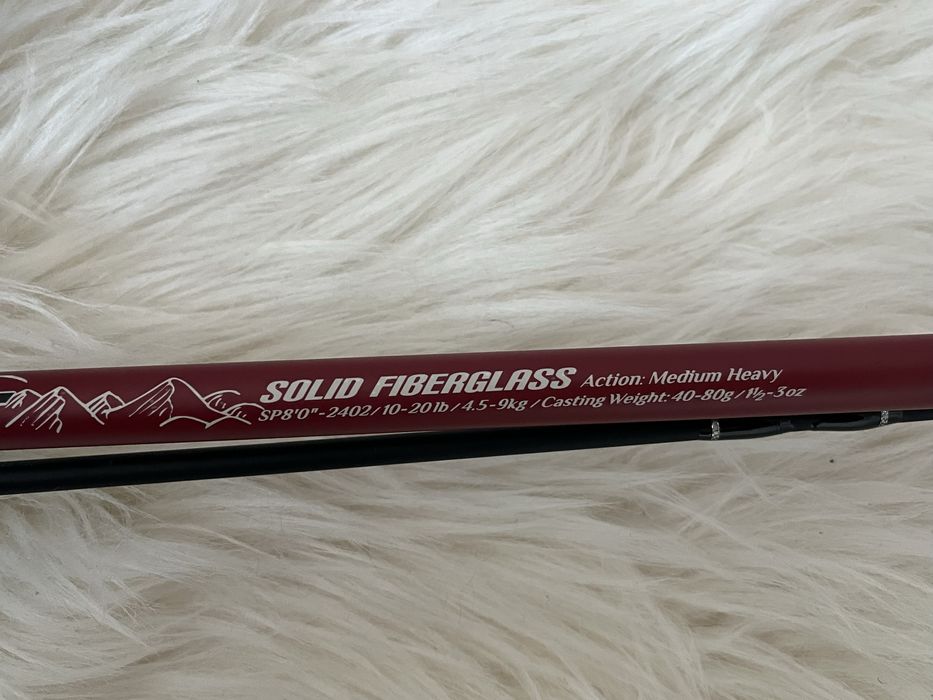 SOLID FIBERGLASS Action: Medium Heavy
SP8'0"-2402/10-20lb/4.5-9kg/Casting Weight: 40-80g/1½-3oz